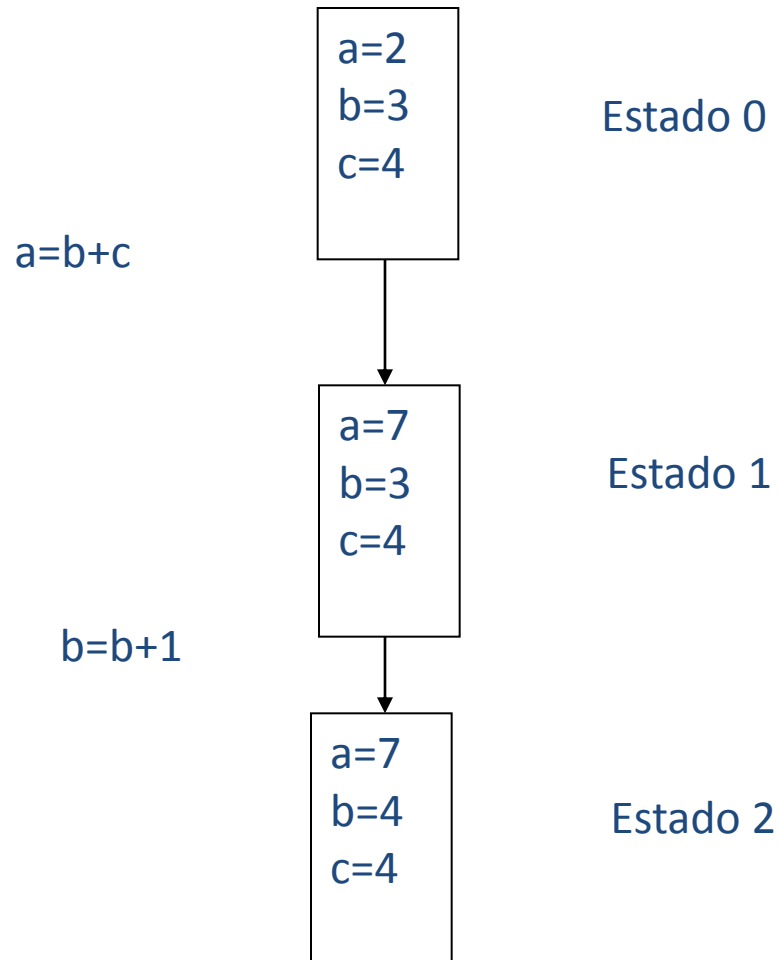 a=2
b=3
c=4
Estado 0
a=b+c
a=7
b=3
c=4
Estado 1
b=b+1
a=7
b=4
c=4
Estado 2